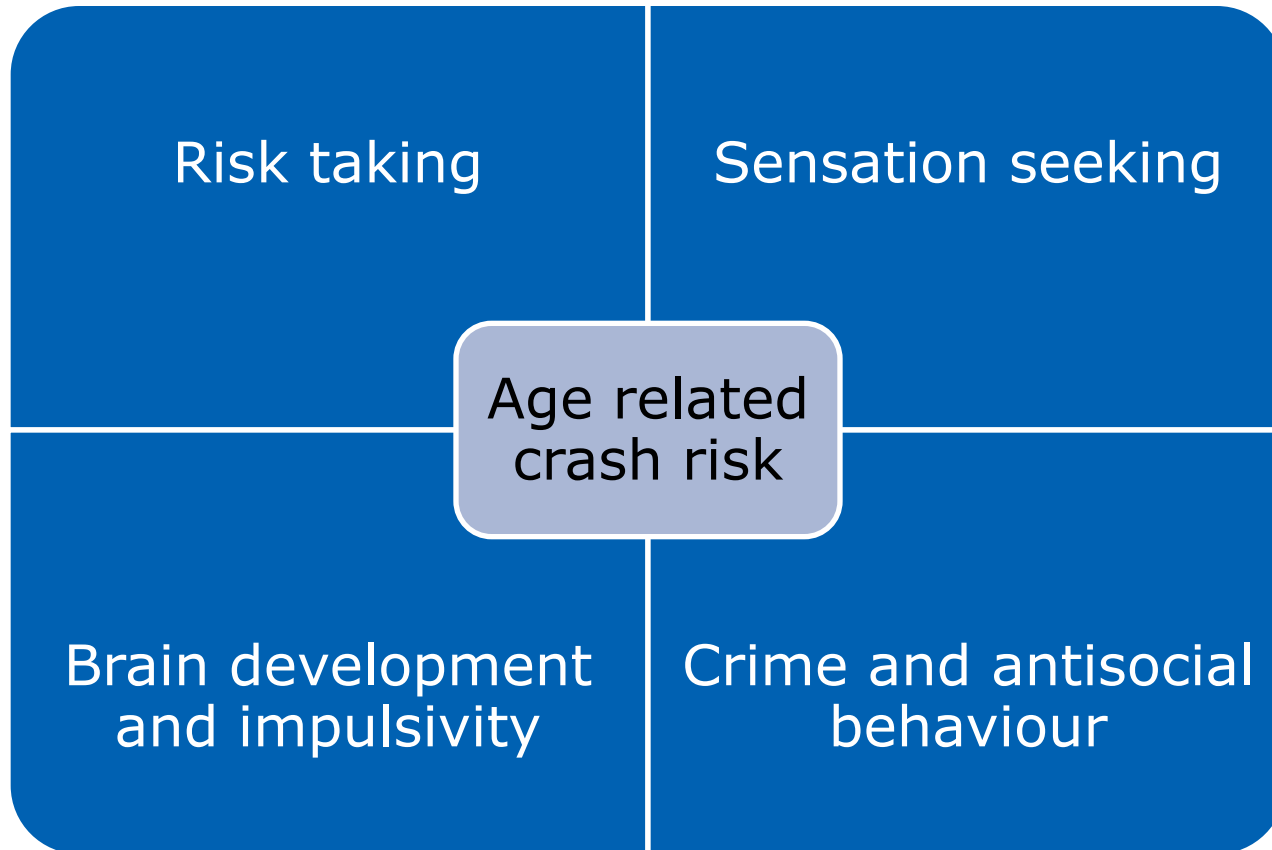 Risk taking
Sensation seeking
Age related
crash risk
Brain development
and impulsivity
Crime and antisocial
behaviour